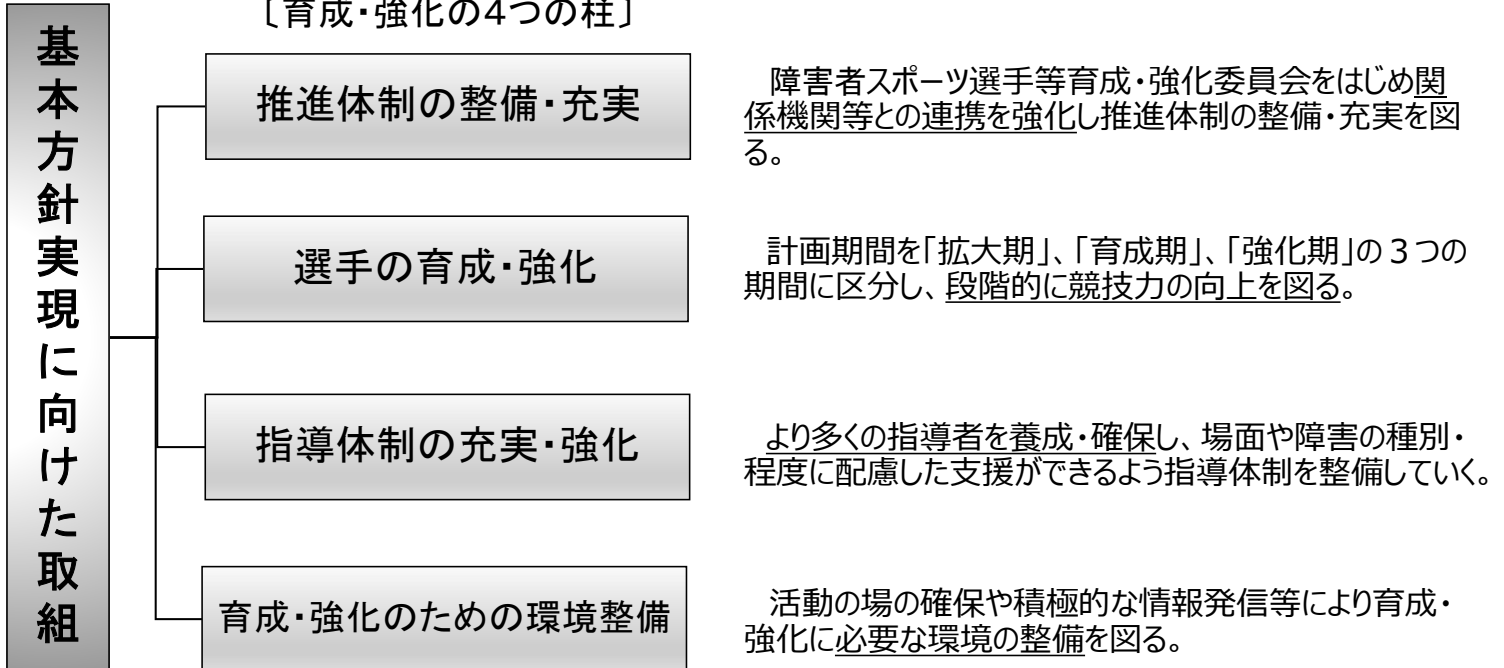 〔育成・強化の4つの柱〕
基本方針実現に向けた取組
推進体制の整備・充実
障害者スポーツ選手等育成・強化委員会をはじめ関
係機関等との連携を強化し推進体制の整備・充実を図
る。
選手の育成・強化
計画期間を「拡大期」、「育成期」、「強化期」の３つの
期間に区分し、段階的に競技力の向上を図る。
指導体制の充実・強化
より多くの指導者を養成・確保し、場面や障害の種別・
程度に配慮した支援ができるよう指導体制を整備していく。
育成・強化のための環境整備
活動の場の確保や積極的な情報発信等により育成・
強化に必要な環境の整備を図る。